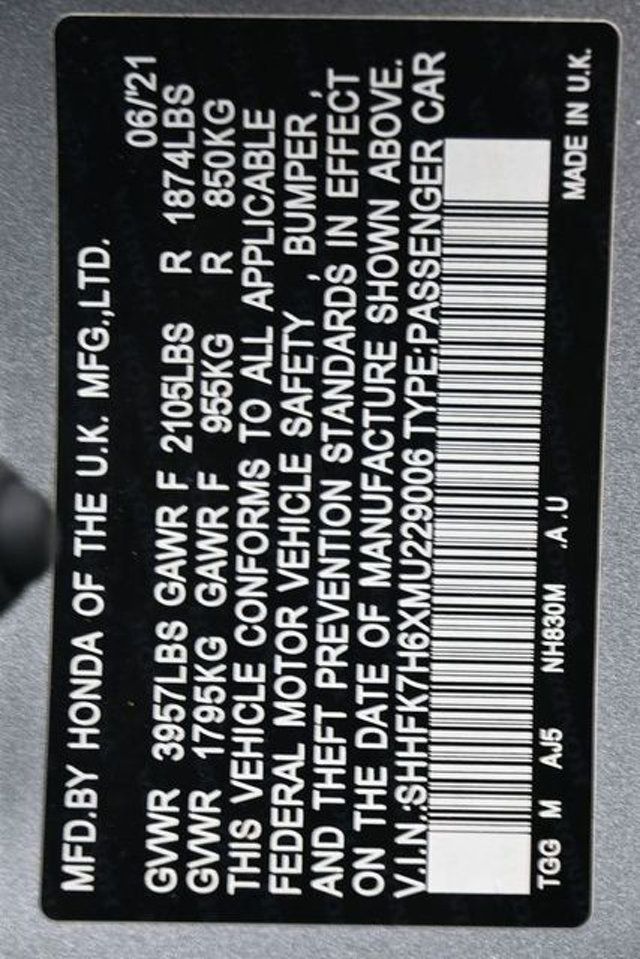 MFD.BY HONDA OF THE U.K. MFG.,LTD.
06/'21
GVWR 3957LBS GAWR F 2105LBS R 1874LBS
GVWR 1795KG GAWR F 955KG R 850KG
THIS VEHICLE CONFORMS TO ALL APPLICABLE
FEDERAL MOTOR VEHICLE SAFETY , BUMPER ,
AND THEFT PREVENTION STANDARDS IN EFFECT
ON THE DATE OF MANUFACTURE SHOWN ABOVE.
V.I.N.:SHHFK7H6XMU229006 TYPE:PASSENGER CAR
TGG M AJ5 NH830M .A.U
MADE IN U.K.